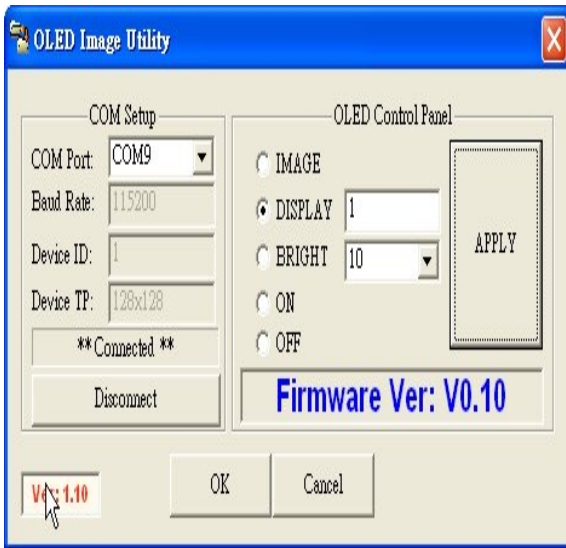 OLED Image Utility
COM Setup
COM Port: COM9
Baud Rate: 115200
Device ID: 1
Device TP: 128x128
** Connected **
Disconnect
OLED Control Panel
IMAGE
DISPLAY 1
BRIGHT 10
ON
OFF
APPLY
Firmware Ver: V0.10
Ver: 1.10
OK
Cancel